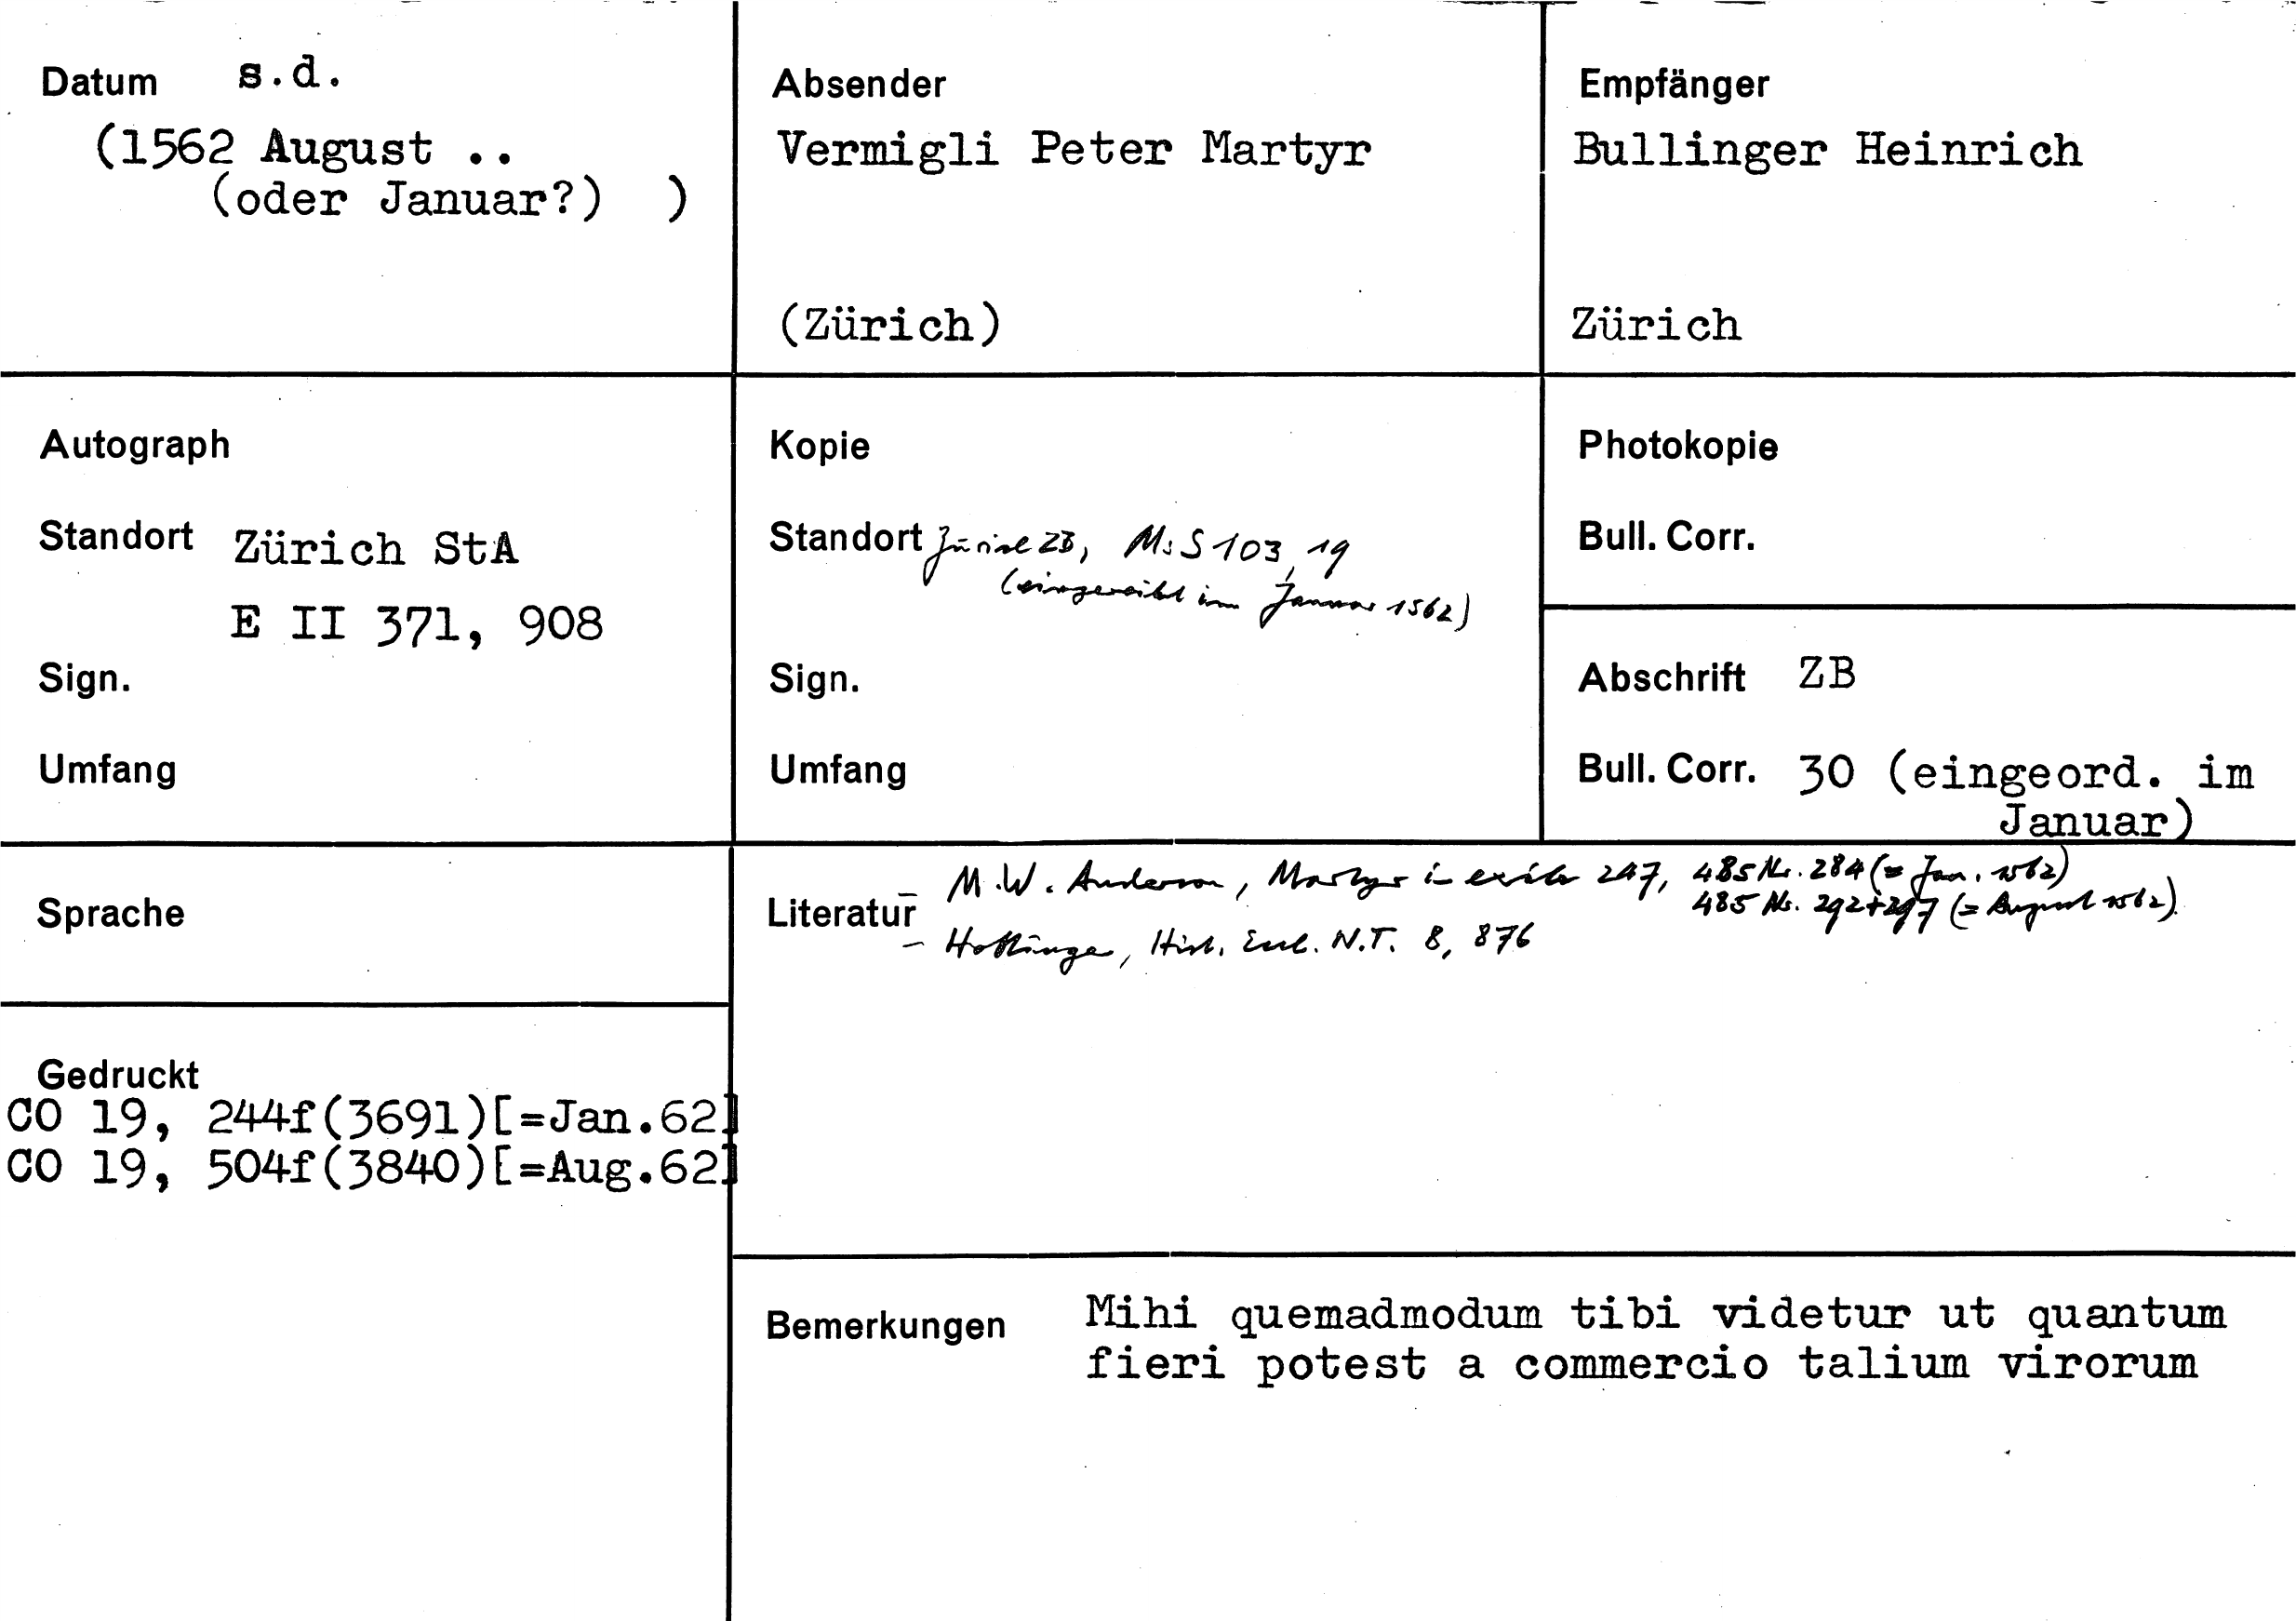 Datum s.d.
(1562 August ..
(oder Januar?) )
Absender
Vermigli Peter Martyr
(Zürich)
Empfänger
Bullinger Heinrich
Zürich
Autograph
Standort Zürich StA
E II 371, 908
Sign.
Umfang
Kopie
Standort Zürich ZB, Ms S 103, 19
(eingereiht im Januar 1562)
Sign.
Umfang
Photokopie
Bull. Corr.
Abschrift ZB
Bull. Corr. 30 (eingeord. im
Januar)
Sprache
Gedruckt
CO 19, 244f(3691)[=Jan.62]
CO 19, 504f(3840)[=Aug.62]
Literatur
- M.W. Anderson, Martyr in exile 247, 485 Nr. 284 (= Jan. 1562)
485 Nr. 292+297 (= August 1562)
- Hottinger, Hist. Eccl. N.T. 8, 876
Bemerkungen Mihi quemadmodum tibi videtur ut quantum
fieri potest a commercio talium virorum